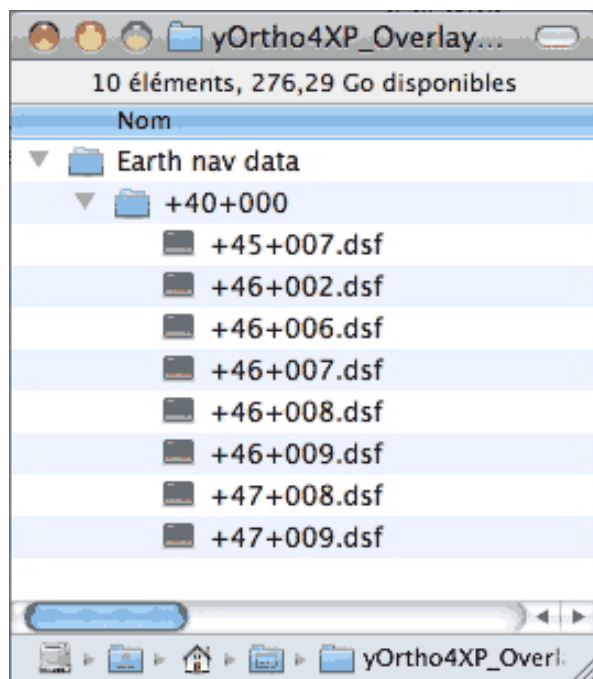 yOrtho4XP_Overlay...
10 éléments, 276,29 Go disponibles
Nom
Earth nav data
+40+000
+45+007.dsf
+46+002.dsf
+46+006.dsf
+46+007.dsf
+46+008.dsf
+46+009.dsf
+47+008.dsf
+47+009.dsf
yOrtho4XP_Overl